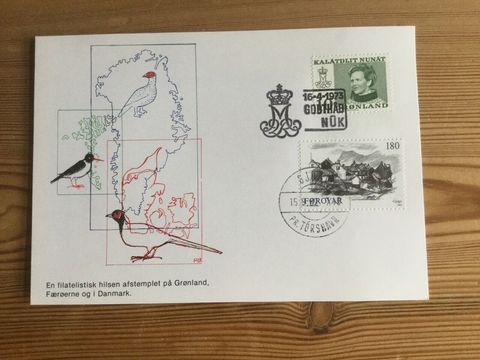 KALÂTDLIT NUNAT
GRØNLAND
16-4-1973
GODTHÅB
NÛK
180
FØROYAR
PR. TÓRSHAVN
En filatelistisk hilsen afstemplet på Grønland,
Færøerne og i Danmark.